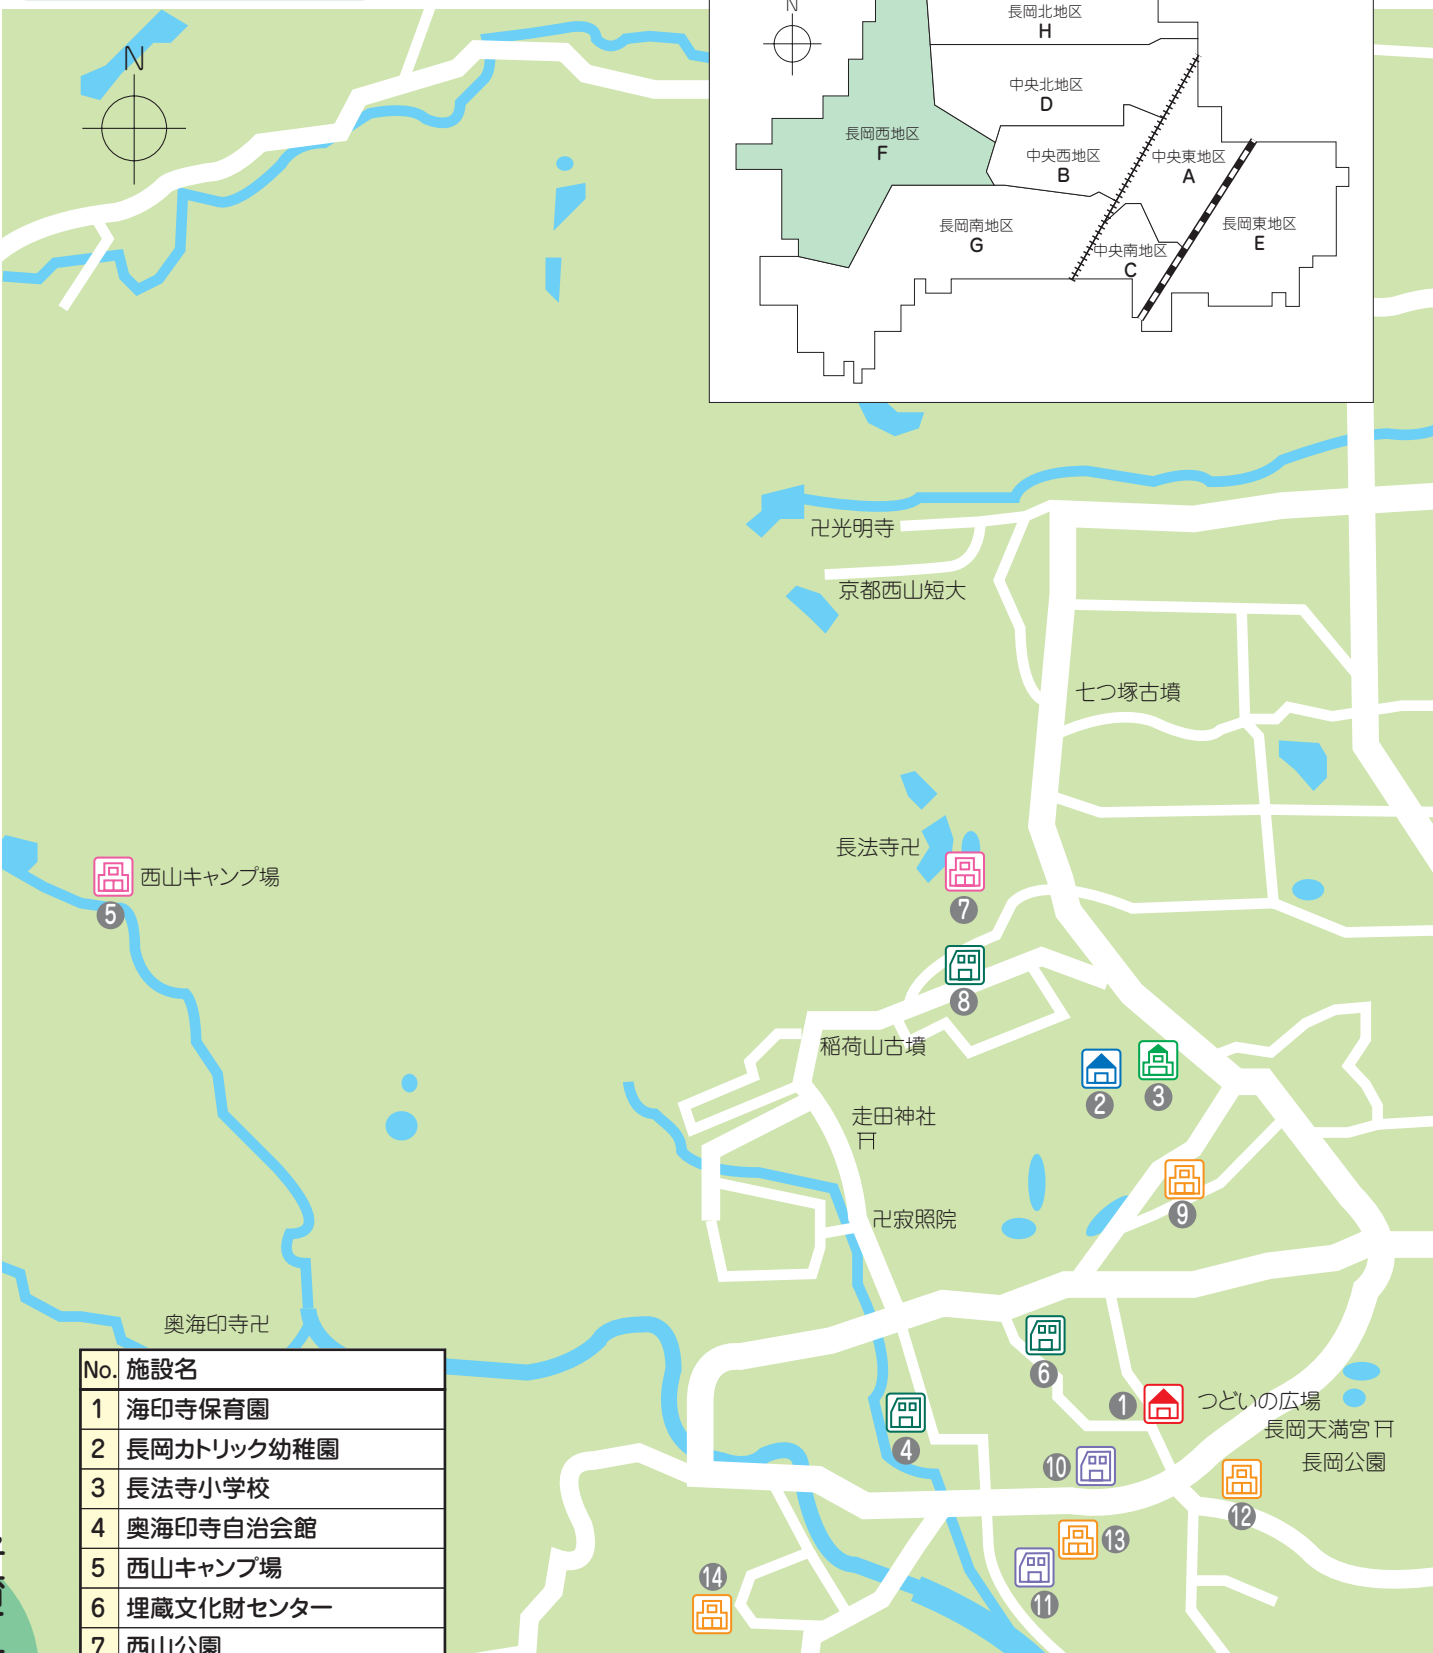 N
N
長岡北地区
H
中央北地区
D
長岡西地区
F
中央西地区
B
中央東地区
A
長岡南地区
G
中央南地区
C
長岡東地区
E
卍光明寺
京都西山短大
七つ塚古墳
長法寺卍
7
西山キャンプ場
5
8
稲荷山古墳
2
3
走田神社
卍寂照院
9
奥海印寺卍
6
1
つどいの広場
長岡天満宮
長岡公園
4
10
12
13
11
14
No. 施設名
1 海印寺保育園
2 長岡カトリック幼稚園
3 長法寺小学校
4 奥海印寺自治会館
5 西山キャンプ場
6 埋蔵文化財センター
7 西山公園